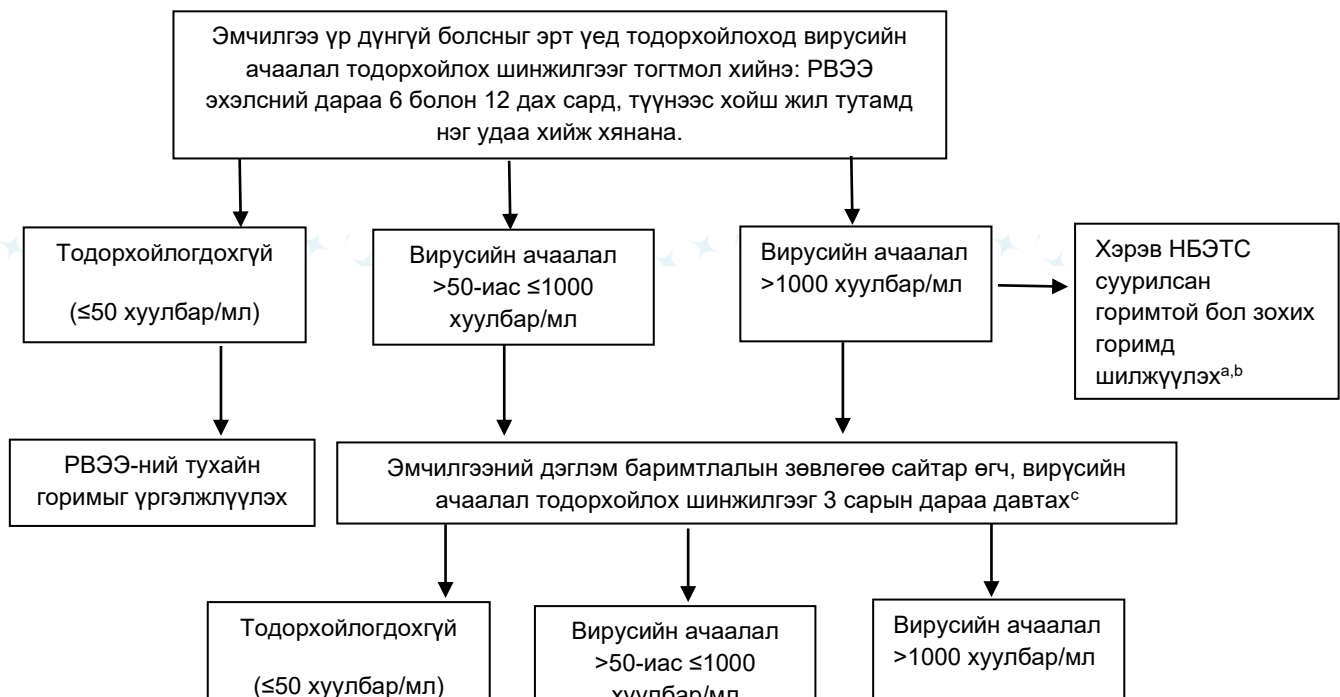 Эмчилгээ үр дүнгүй болсныг эрт үед тодорхойлоход вирусийн
ачаалал тодорхойлох шинжилгээг тогтмол хийнэ: РВЭЭ
эхэлсний дараа 6 болон 12 дах сард, түүнээс хойш жил тутамд
нэг удаа хийж хянана.
Тодорхойлогдохгүй
(≤50 хуулбар/мл)
Вирусийн ачаалал
>50-иас ≤1000
хуулбар/мл
Вирусийн ачаалал
>1000 хуулбар/мл
Хэрэв НБЭТС
суурилсан
горимтой бол зохих
горимд
шилжүүлэхᵃ,ᵇ
РВЭЭ-ний тухайн
горимыг үргэлжлүүлэх
Эмчилгээний дэглэм баримтлалын зөвлөгөө сайтар өгч, вирүсийн
ачаалал тодорхойлох шинжилгээг 3 сарын дараа давтахᶜ
Тодорхойлогдохгүй
(≤50 хуулбар/мл)
Вирусийн ачаалал
>50-иас ≤1000
хуулбар/мл
Вирусийн ачаалал
>1000 хуулбар/мл